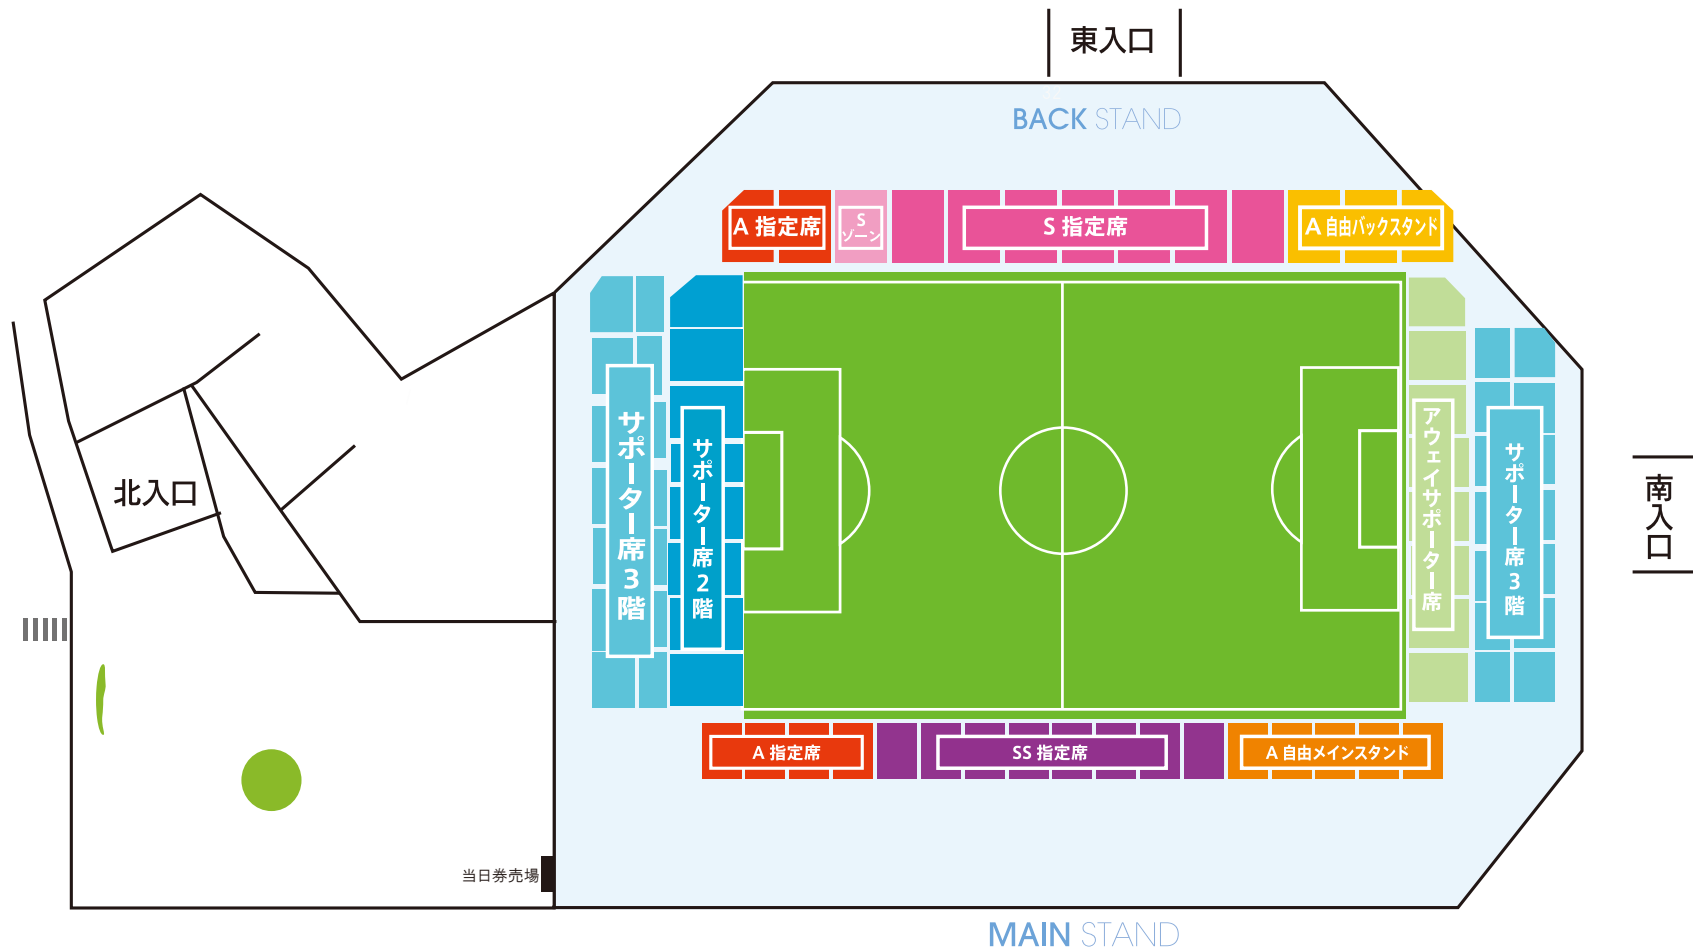 東入口
BACK STAND
A 指定席
S
ゾーン
S 指定席
A 自由バックスタンド
サポーター席3階
サポーター席2階
アウェイサポーター席
サポーター席3階
北入口
南入口
A 指定席
SS 指定席
A 自由メインスタンド
当日券売場
MAIN STAND